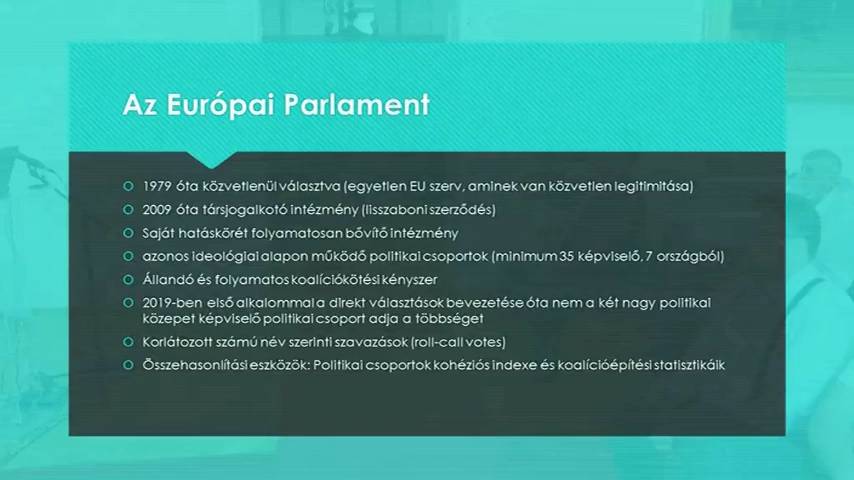 Az Európai Parlament
1979 óta közvetlenül választva (egyetlen EU szerv, aminek van közvetlen legitimitása)
2009 óta társjogalkotó intézmény (lisszaboni szerződés)
Saját hatáskörét folyamatosan bővítő intézmény
azonos ideológiai alapon működő politikai csoportok (minimum 35 képviselő, 7 országból)
Állandó és folyamatos koalíciókötési kényszer
2019-ben első alkalommal a direkt választások bevezetése óta nem a két nagy politikai
közepet képviselő politikai csoport adja a többséget
Korlátozott számú név szerinti szavazások (roll-call votes)
Összehasonlítási eszközök: Politikai csoportok kohéziós indexe és koalícióépítési statisztikáik